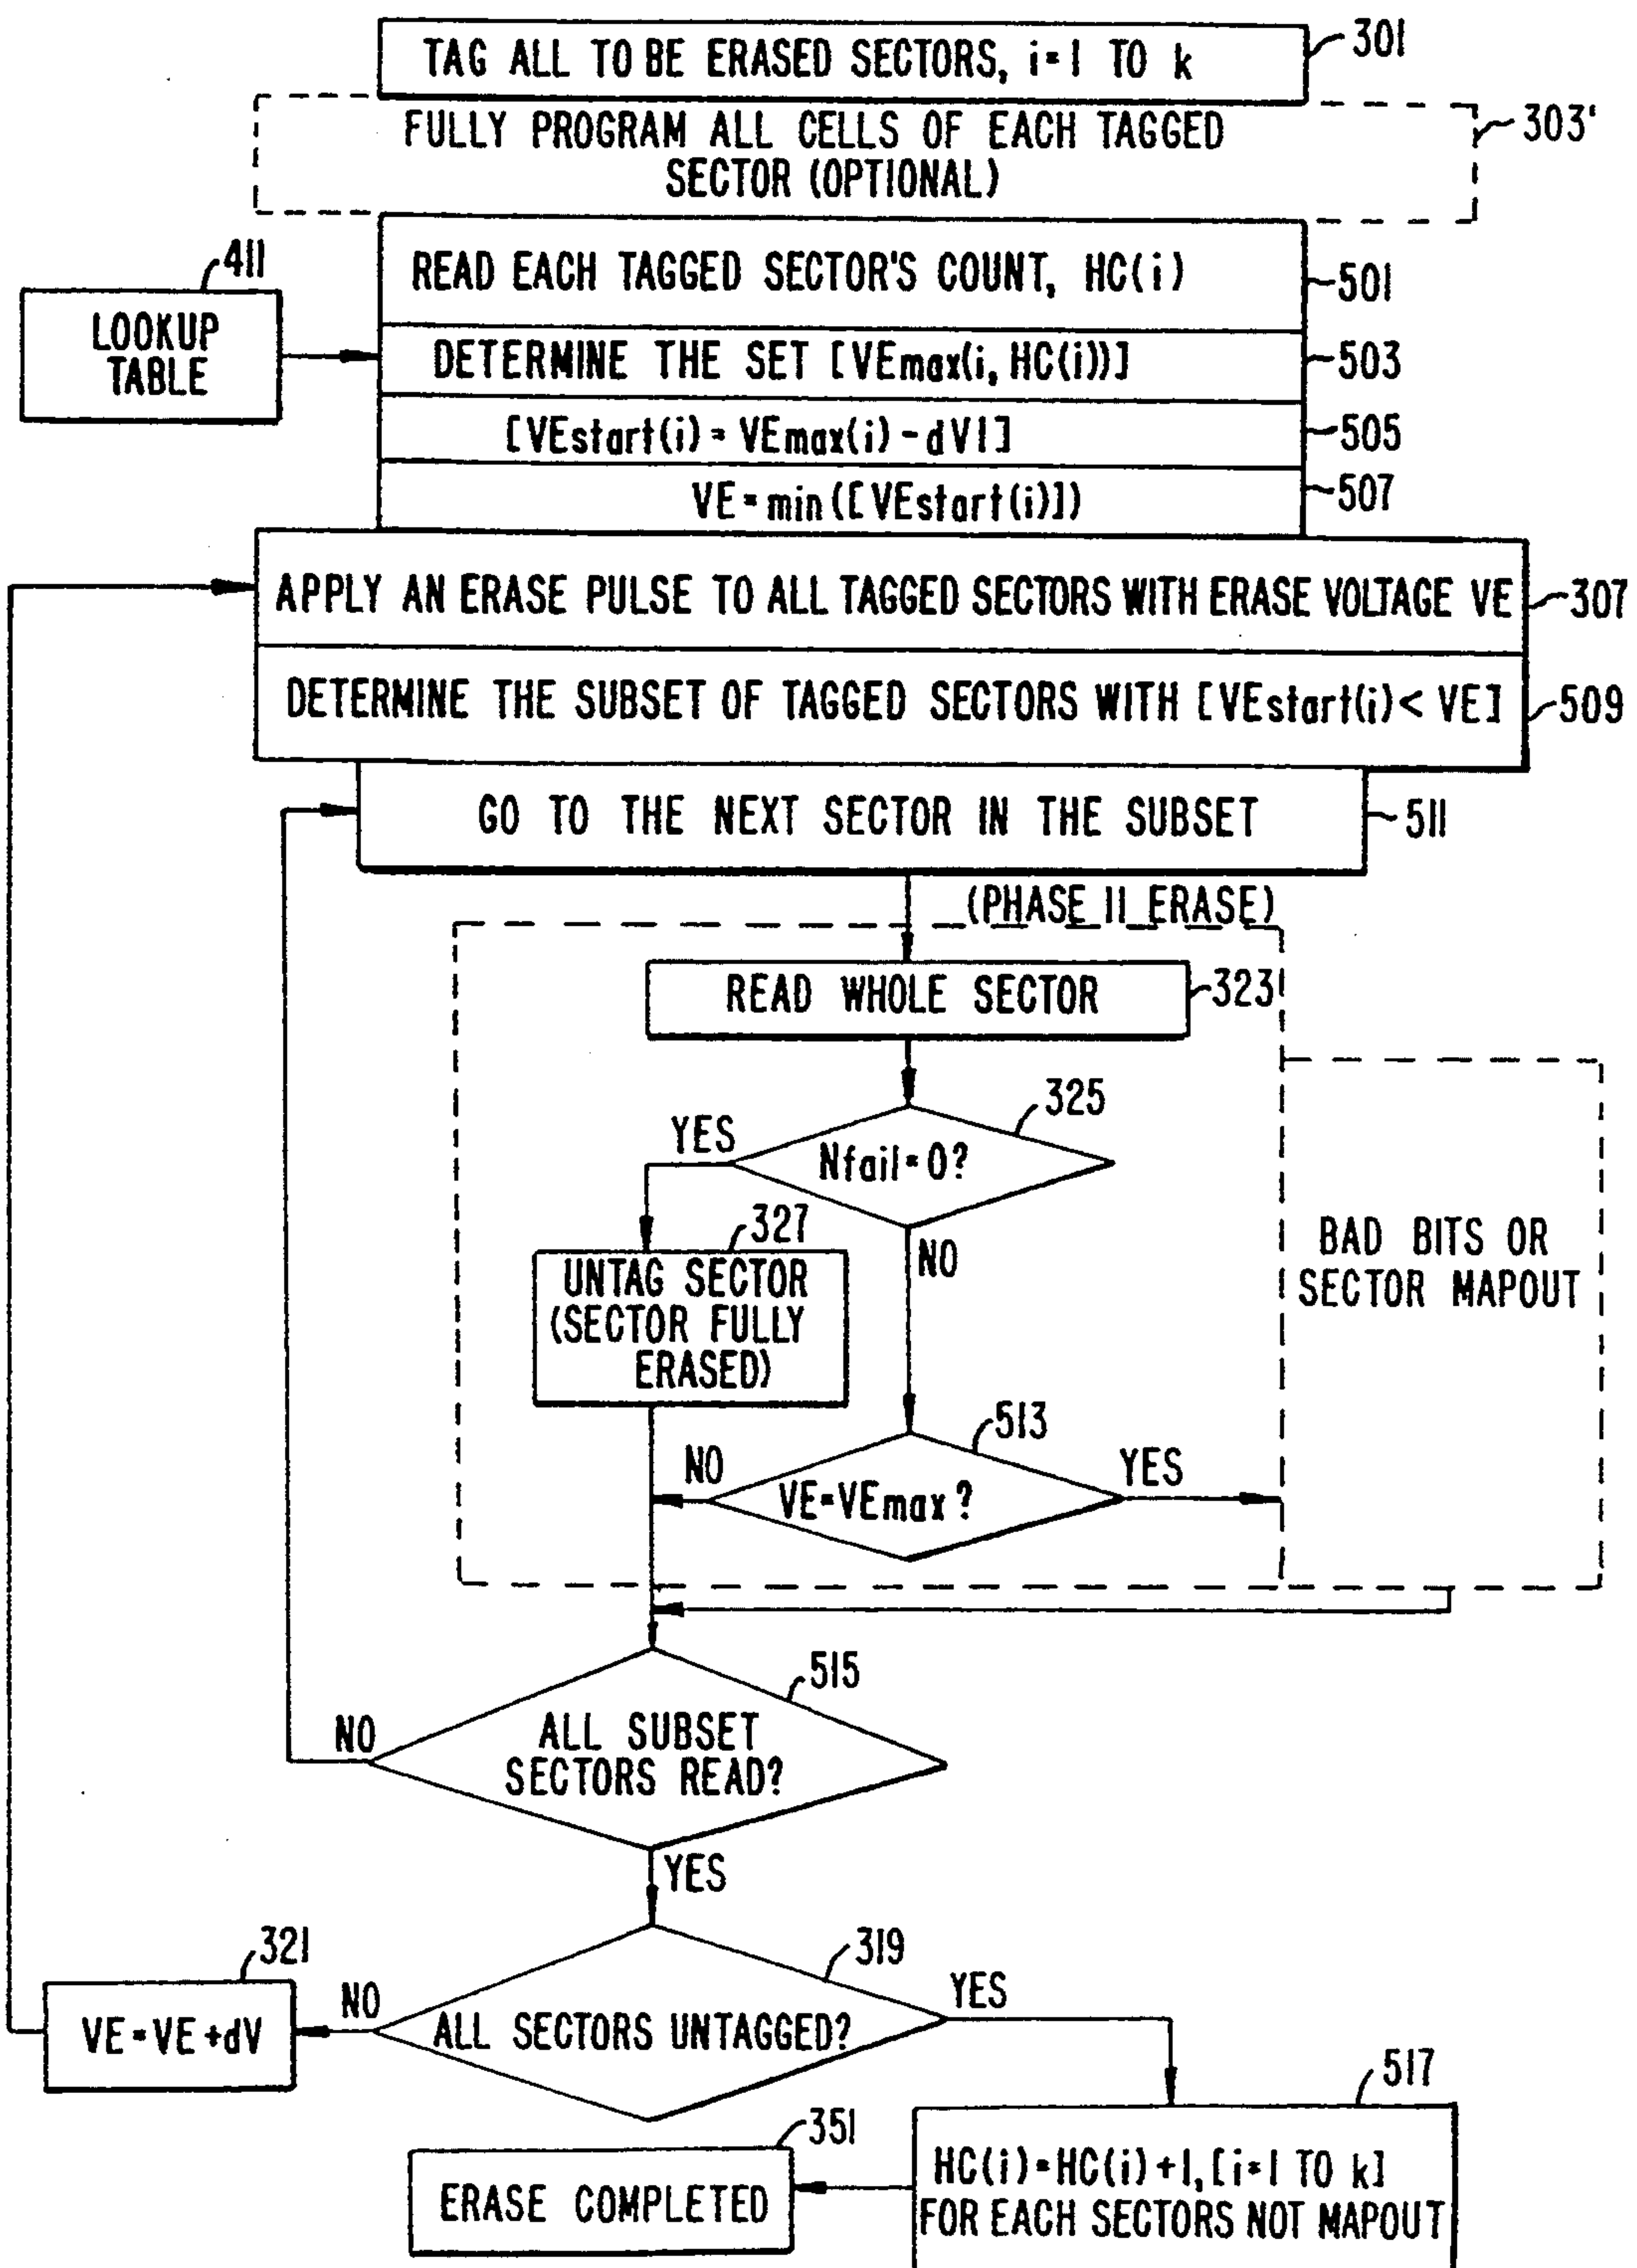 TAG ALL TO BE ERASED SECTORS, i=1 TO k
301
FULLY PROGRAM ALL CELLS OF EACH TAGGED
SECTOR (OPTIONAL)
303'
411
LOOKUP
TABLE
READ EACH TAGGED SECTOR'S COUNT, HC(i)
501
DETERMINE THE SET [VEmax(i, HC(i))]
503
[VEstart(i) = VEmax(i) - dV1]
505
VE=min([VEstart(i)])
507
APPLY AN ERASE PULSE TO ALL TAGGED SECTORS WITH ERASE VOLTAGE VE
307
DETERMINE THE SUBSET OF TAGGED SECTORS WITH [VEstart(i) < VE]
509
GO TO THE NEXT SECTOR IN THE SUBSET
511
(PHASE II ERASE)
READ WHOLE SECTOR
323
325
YES
Nfail=0?
NO
327
UNTAG SECTOR
(SECTOR FULLY
ERASED)
BAD BITS OR
SECTOR MAPOUT
513
NO
VE=VEmax?
YES
515
ALL SUBSET
SECTORS READ?
NO
YES
321
VE=VE+dV
NO
319
ALL SECTORS UNTAGGED?
YES
517
HC(i)=HC(i)+1, [i=1 TO k]
FOR EACH SECTORS NOT MAPOUT
351
ERASE COMPLETED